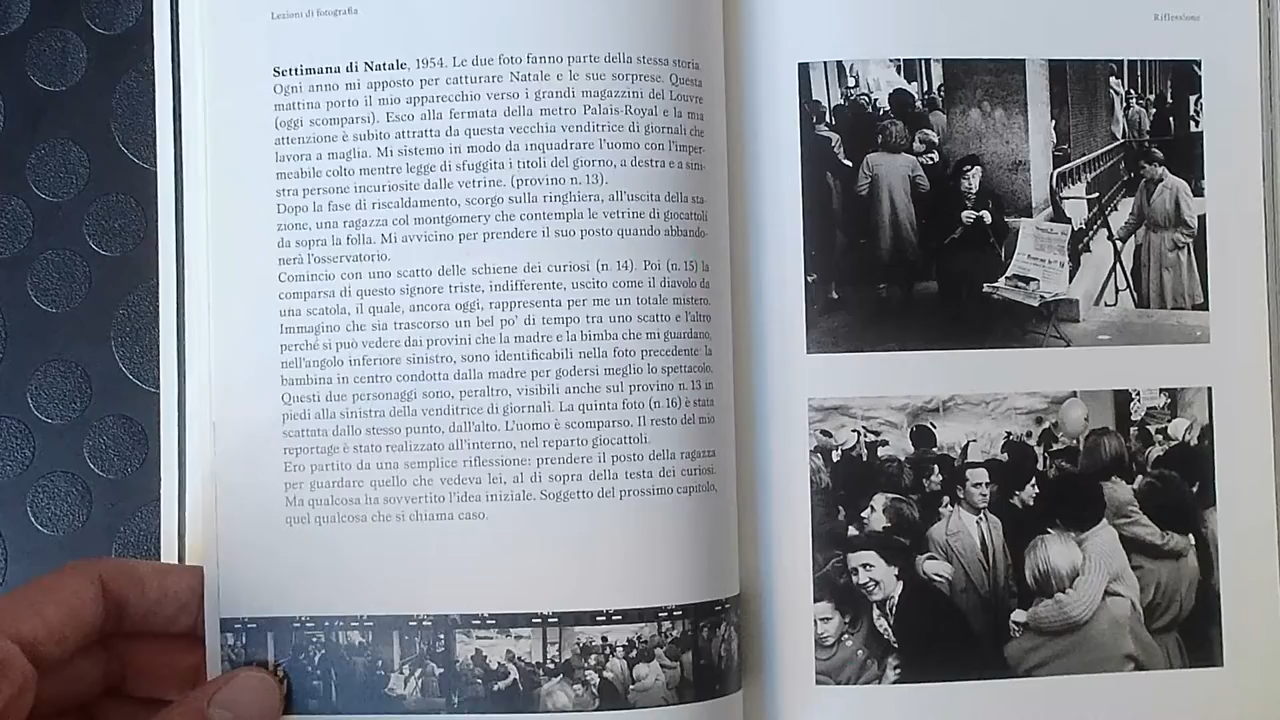 Lezioni di fotografia
Settimana di Natale, 1954. Le due foto fanno parte della stessa storia.
Ogni anno mi apposto per catturare Natale e le sue sorprese. Questa
mattina porto il mio apparecchio verso i grandi magazzini del Louvre
(oggi scomparsi). Esco alla fermata della metro Palais-Royal e la mia
attenzione è subito attratta da questa vecchia venditrice di giornali che
lavora a maglia. Mi sistemo in modo da inquadrare l'uomo con l'imper-
meabile colto mentre legge di sfuggita i titoli del giorno, a destra e a sini-
stra persone incuriosite dalle vetrine. (provino n. 13).
Dopo la fase di riscaldamento, scorgo sulla ringhiera, all'uscita della sta-
zione, una ragazza col montgomery che contempla le vetrine di giocattoli
da sopra la folla. Mi avvicino per prendere il suo posto quando abbando-
nerà l'osservatorio.
Comincio con uno scatto delle schiene dei curiosi (n. 14). Poi (n. 15) la
comparsa di questo signore triste, indifferente, uscito come il diavolo da
una scatola, il quale, ancora oggi, rappresenta per me un totale mistero.
Immagino che sia trascorso un bel po' di tempo tra uno scatto e l'altro
perché si può vedere dai provini che la madre e la bimba che mi guardano,
nell'angolo inferiore sinistro, sono identificabili nella foto precedente: la
bambina in centro condotta dalla madre per godersi meglio lo spettacolo.
Questi due personaggi sono, peraltro, visibili anche sul provino n. 13 in
piedi alla sinistra della venditrice di giornali. La quinta foto (n. 16) è stata
scattata dallo stesso punto, dall'alto. L'uomo è scomparso. Il resto del mio
reportage è stato realizzato all'interno, nel reparto giocattoli.
Ero partito da una semplice riflessione: prendere il posto della ragazza
per guardare quello che vedeva lei, al di sopra della testa dei curiosi.
Ma qualcosa ha sovvertito l'idea iniziale. Soggetto del prossimo capitolo,
quel qualcosa che si chiama caso.
Riflessione